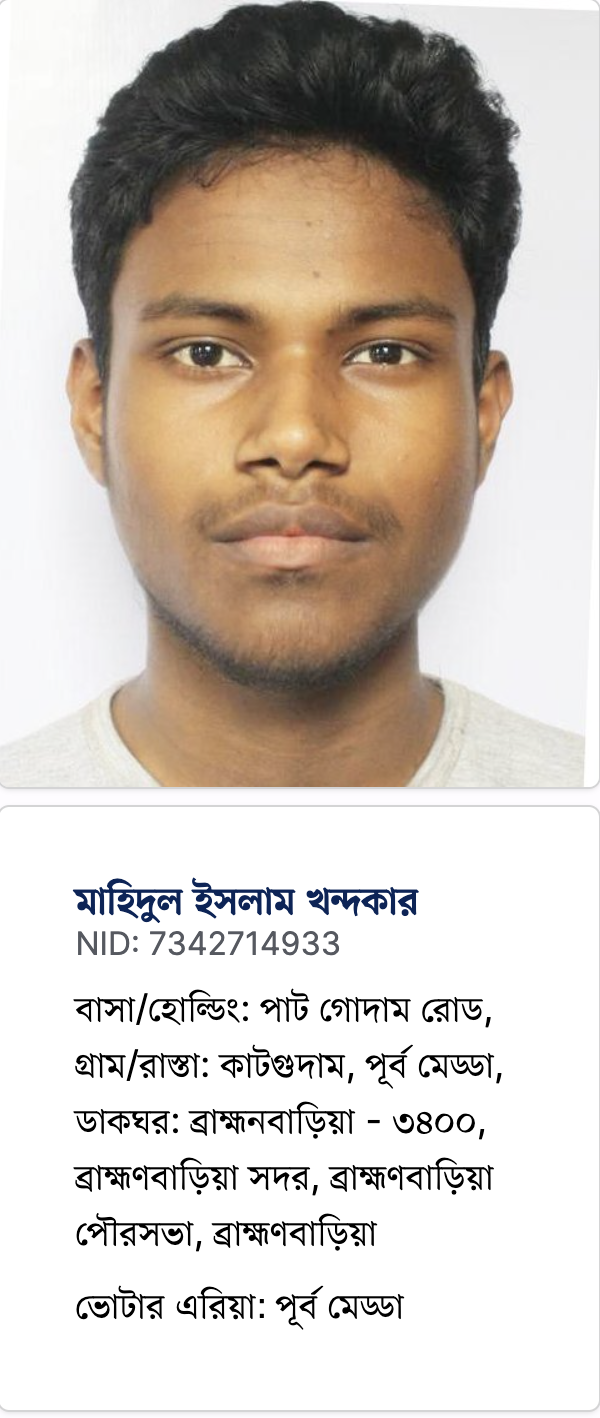 মাহিদুল ইসলাম খন্দকার
NID: 7342714933
বাসা/হোল্ডিং: পাট গোদাম রোড,
গ্রাম/রাস্তা: কাটগুদাম, পূর্ব মেড্ডা,
ডাকঘর: ব্রাহ্মনবাড়িয়া - ৩৪০০,
ব্রাহ্মণবাড়িয়া সদর, ব্রাহ্মণবাড়িয়া
পৌরসভা, ব্রাহ্মণবাড়িয়া
ভোটার এরিয়া: পূর্ব মেড্ডা